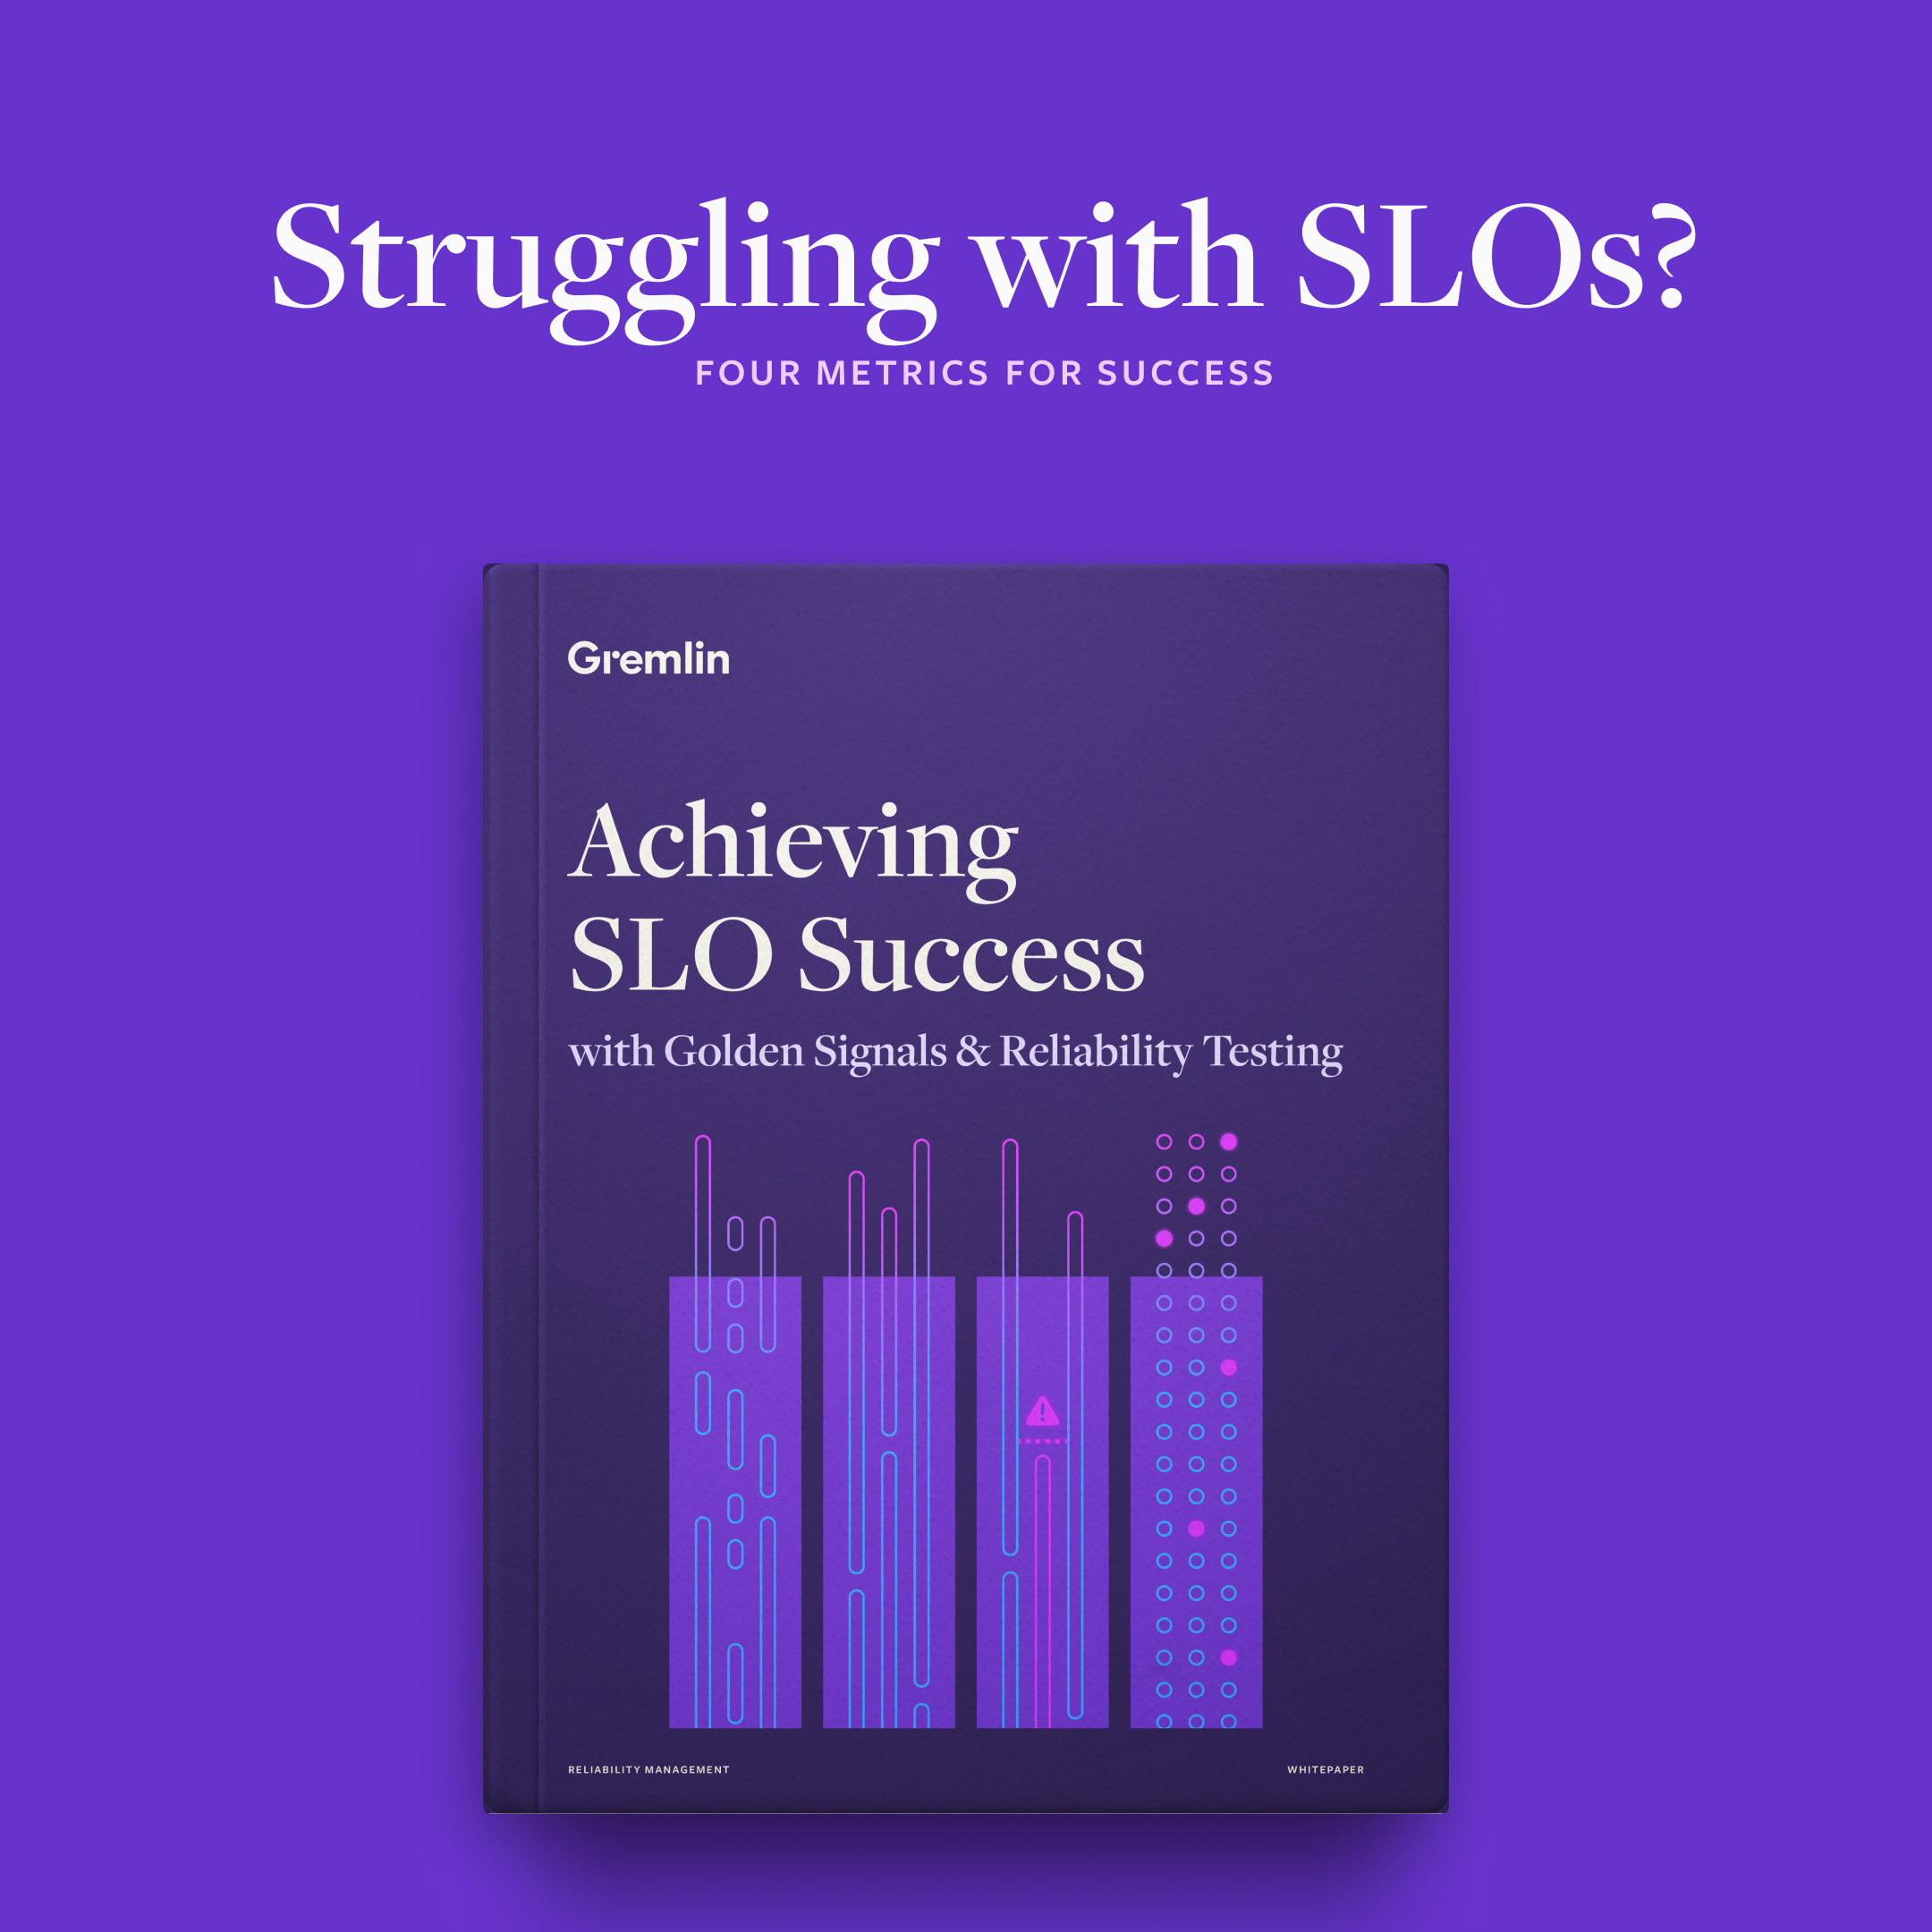 Struggling with SLOs?
FOUR METRICS FOR SUCCESS
Gremlin
Achieving
SLO Success
with Golden Signals & Reliability Testing
RELIABILITY MANAGEMENT
WHITEPAPER